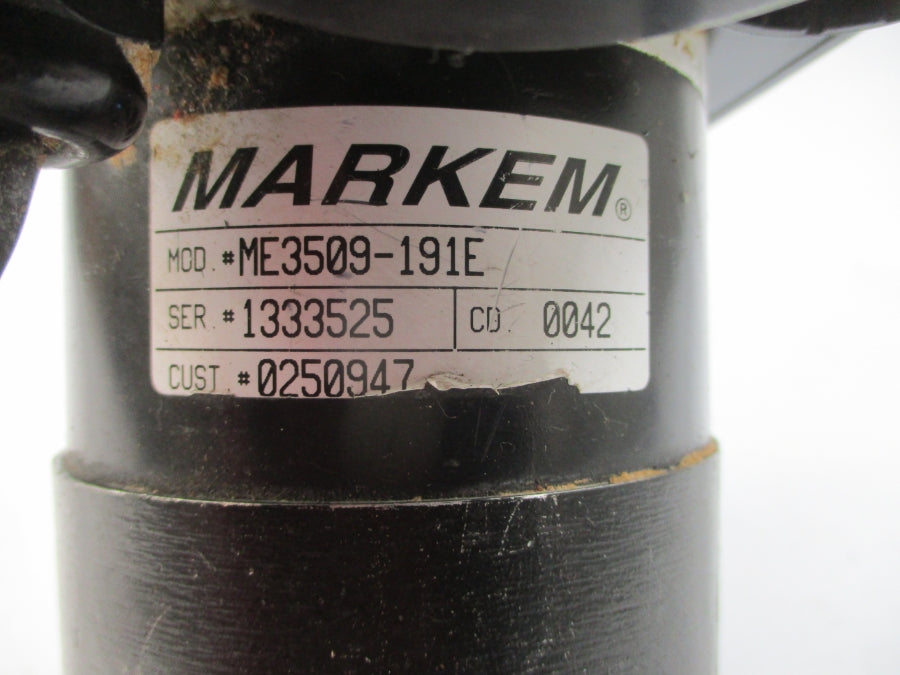 MARKEM®
MOD. #ME3509-191E
SER. #1333525 CD. 0042
CUST. #0250947